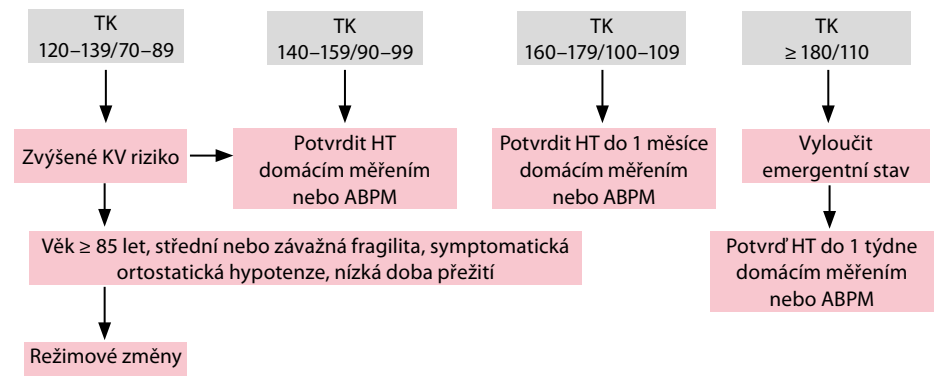 TK
120–139/70–89
TK
140–159/90–99
TK
160–179/100–109
TK
≥ 180/110
Zvýšené KV riziko
Potvrdit HT
domácím měřením
nebo ABPM
Potvrdit HT do 1 měsíce
domácím měřením
nebo ABPM
Vyloučit
emergentní stav
Věk ≥ 85 let, střední nebo závažná fragilita, symptomatická
ortostatická hypotenze, nízká doba přežití
Potvrď HT do 1 týdne
domácím měřením
nebo ABPM
Režimové změny